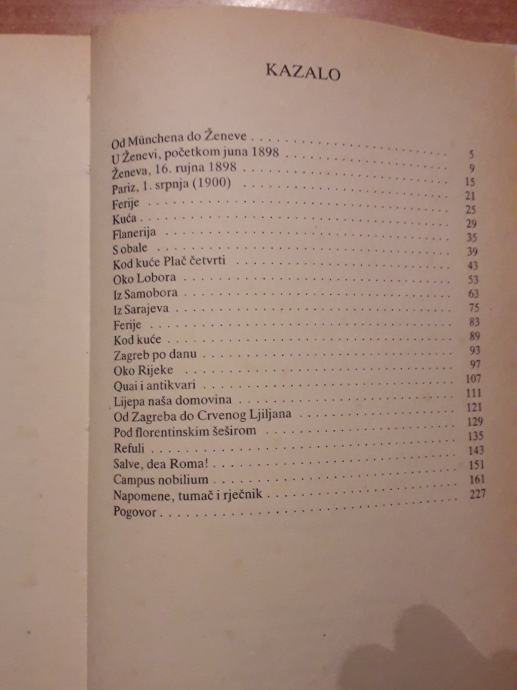 KAZALO
Od Münchena do Ženeve . . . . . . . . . . . . . . . . . . . . 5
U Ženevi, početkom juna 1898 . . . . . . . . . . . . . . . . . . . . 9
Ženeva, 16. rujna 1898 . . . . . . . . . . . . . . . . . . . . 15
Pariz, 1. srpnja (1900) . . . . . . . . . . . . . . . . . . . . 21
Ferije . . . . . . . . . . . . . . . . . . . . 25
Kuća . . . . . . . . . . . . . . . . . . . . 29
Flanerija . . . . . . . . . . . . . . . . . . . . 35
S obale . . . . . . . . . . . . . . . . . . . . 39
Kod kuće Plač četvrti . . . . . . . . . . . . . . . . . . . . 43
Oko Lobora . . . . . . . . . . . . . . . . . . . . 53
Iz Samobora . . . . . . . . . . . . . . . . . . . . 63
Iz Sarajeva . . . . . . . . . . . . . . . . . . . . 75
Ferije . . . . . . . . . . . . . . . . . . . . 83
Kod kuće . . . . . . . . . . . . . . . . . . . . 89
Zagreb po danu . . . . . . . . . . . . . . . . . . . . 93
Oko Rijeke . . . . . . . . . . . . . . . . . . . . 97
Quai i antikvari . . . . . . . . . . . . . . . . . . . . 107
Lijepa naša domovina . . . . . . . . . . . . . . . . . . . . 111
Od Zagreba do Crvenog Ljiljana . . . . . . . . . . . . . . . . . . . . 121
Pod florentinskim šeširom . . . . . . . . . . . . . . . . . . . . 129
Refuli . . . . . . . . . . . . . . . . . . . . 135
Salve, dea Roma! . . . . . . . . . . . . . . . . . . . . 143
Campus nobilium . . . . . . . . . . . . . . . . . . . . 151
Napomene, tumač i rječnik . . . . . . . . . . . . . . . . . . . . 161
Pogovor . . . . . . . . . . . . . . . . . . . . 227